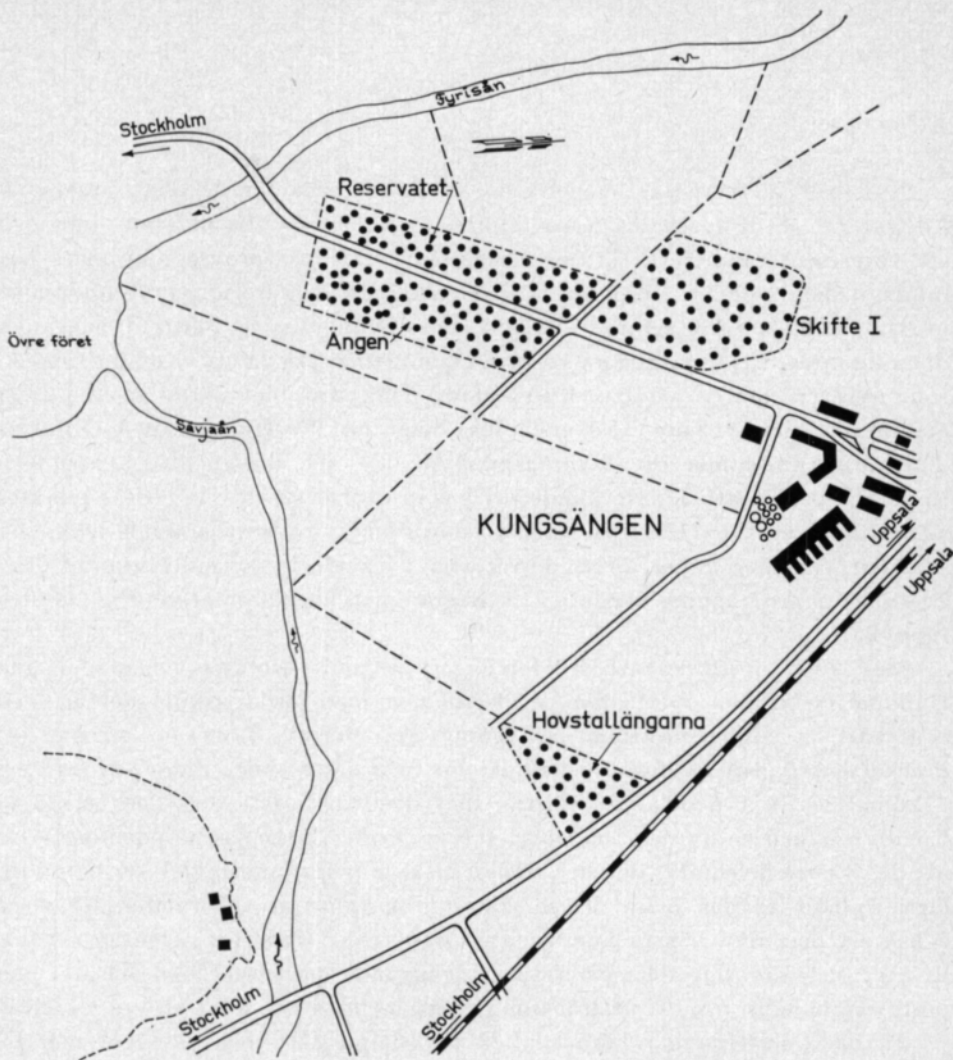 Fyrisån
Stockholm
Reservatet
Ängen
Skifte I
Övre föret
Sävjaån
KUNGSÄNGEN
Uppsala
Uppsala
Hovstallängarna
Stockholm
Stockholm